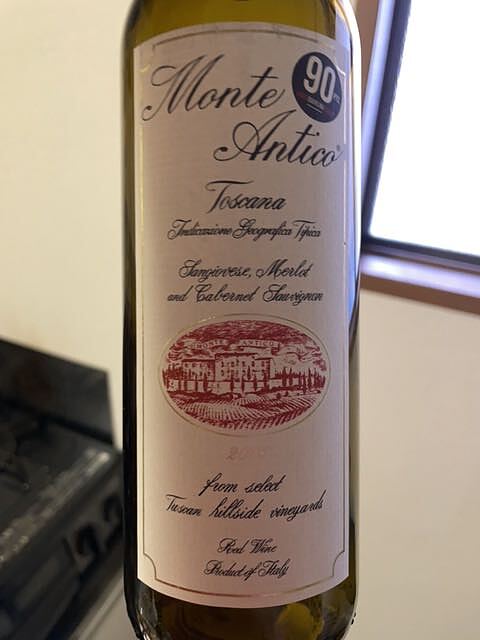 Monte
90
Antico
Toscana
Indicazione Geografica Tipica
Sangiovese, Merlot
and Cabernet Sauvignon
MONTE ANTICO
from select
Tuscan hillside vineyards
Red Wine
Product of Italy